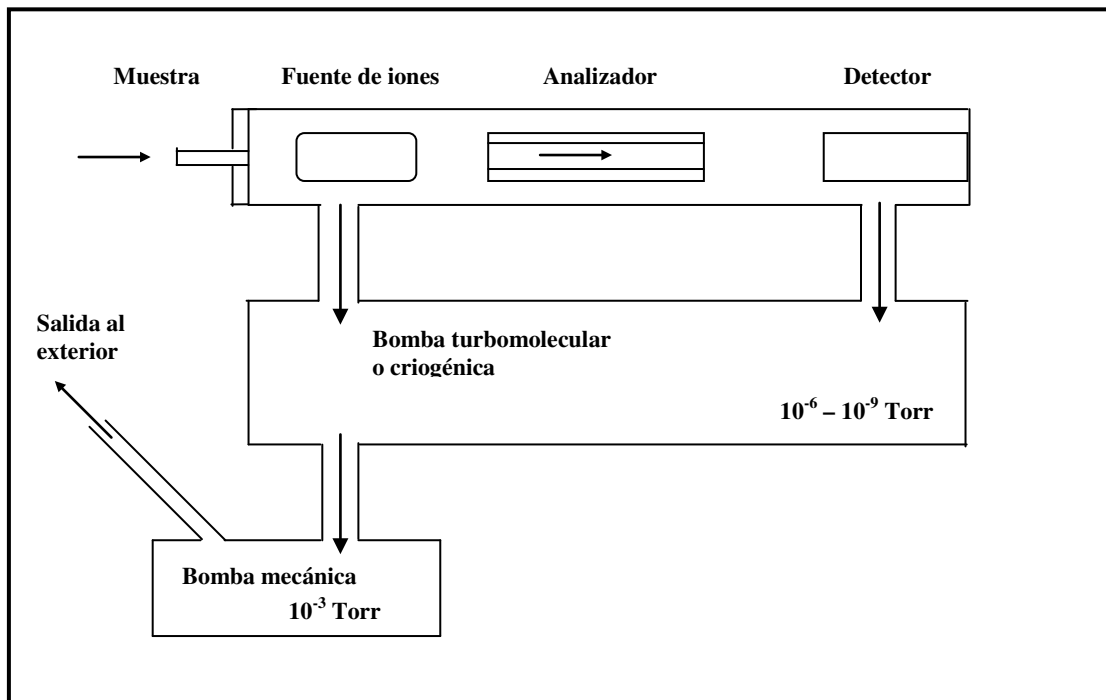 Muestra
Fuente de iones
Analizador
Detector
Salida al
exterior
Bomba turbomolecular
o criogénica
10⁻⁶ – 10⁻⁹ Torr
Bomba mecánica
10⁻³ Torr